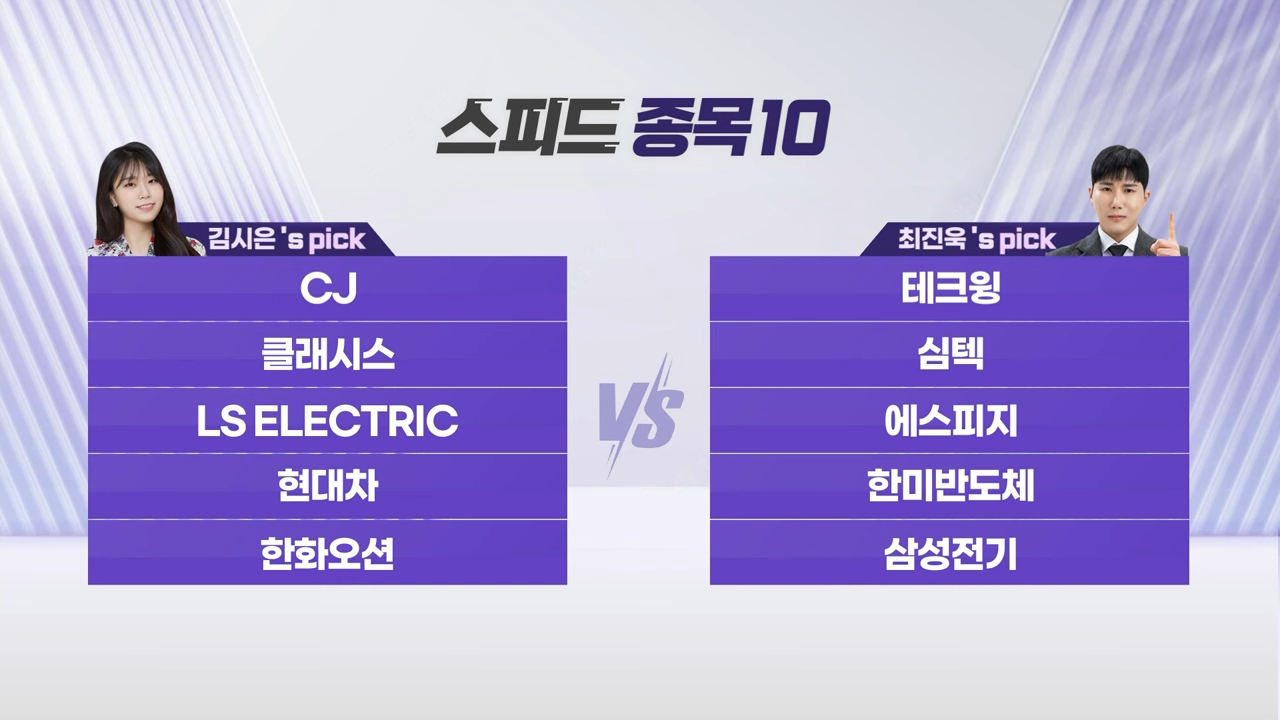 스피드 종목10
김시은 's pick
CJ
클래시스
LS ELECTRIC
현대차
한화오션
VS
최진욱 's pick
테크윙
심텍
에스피지
한미반도체
삼성전기